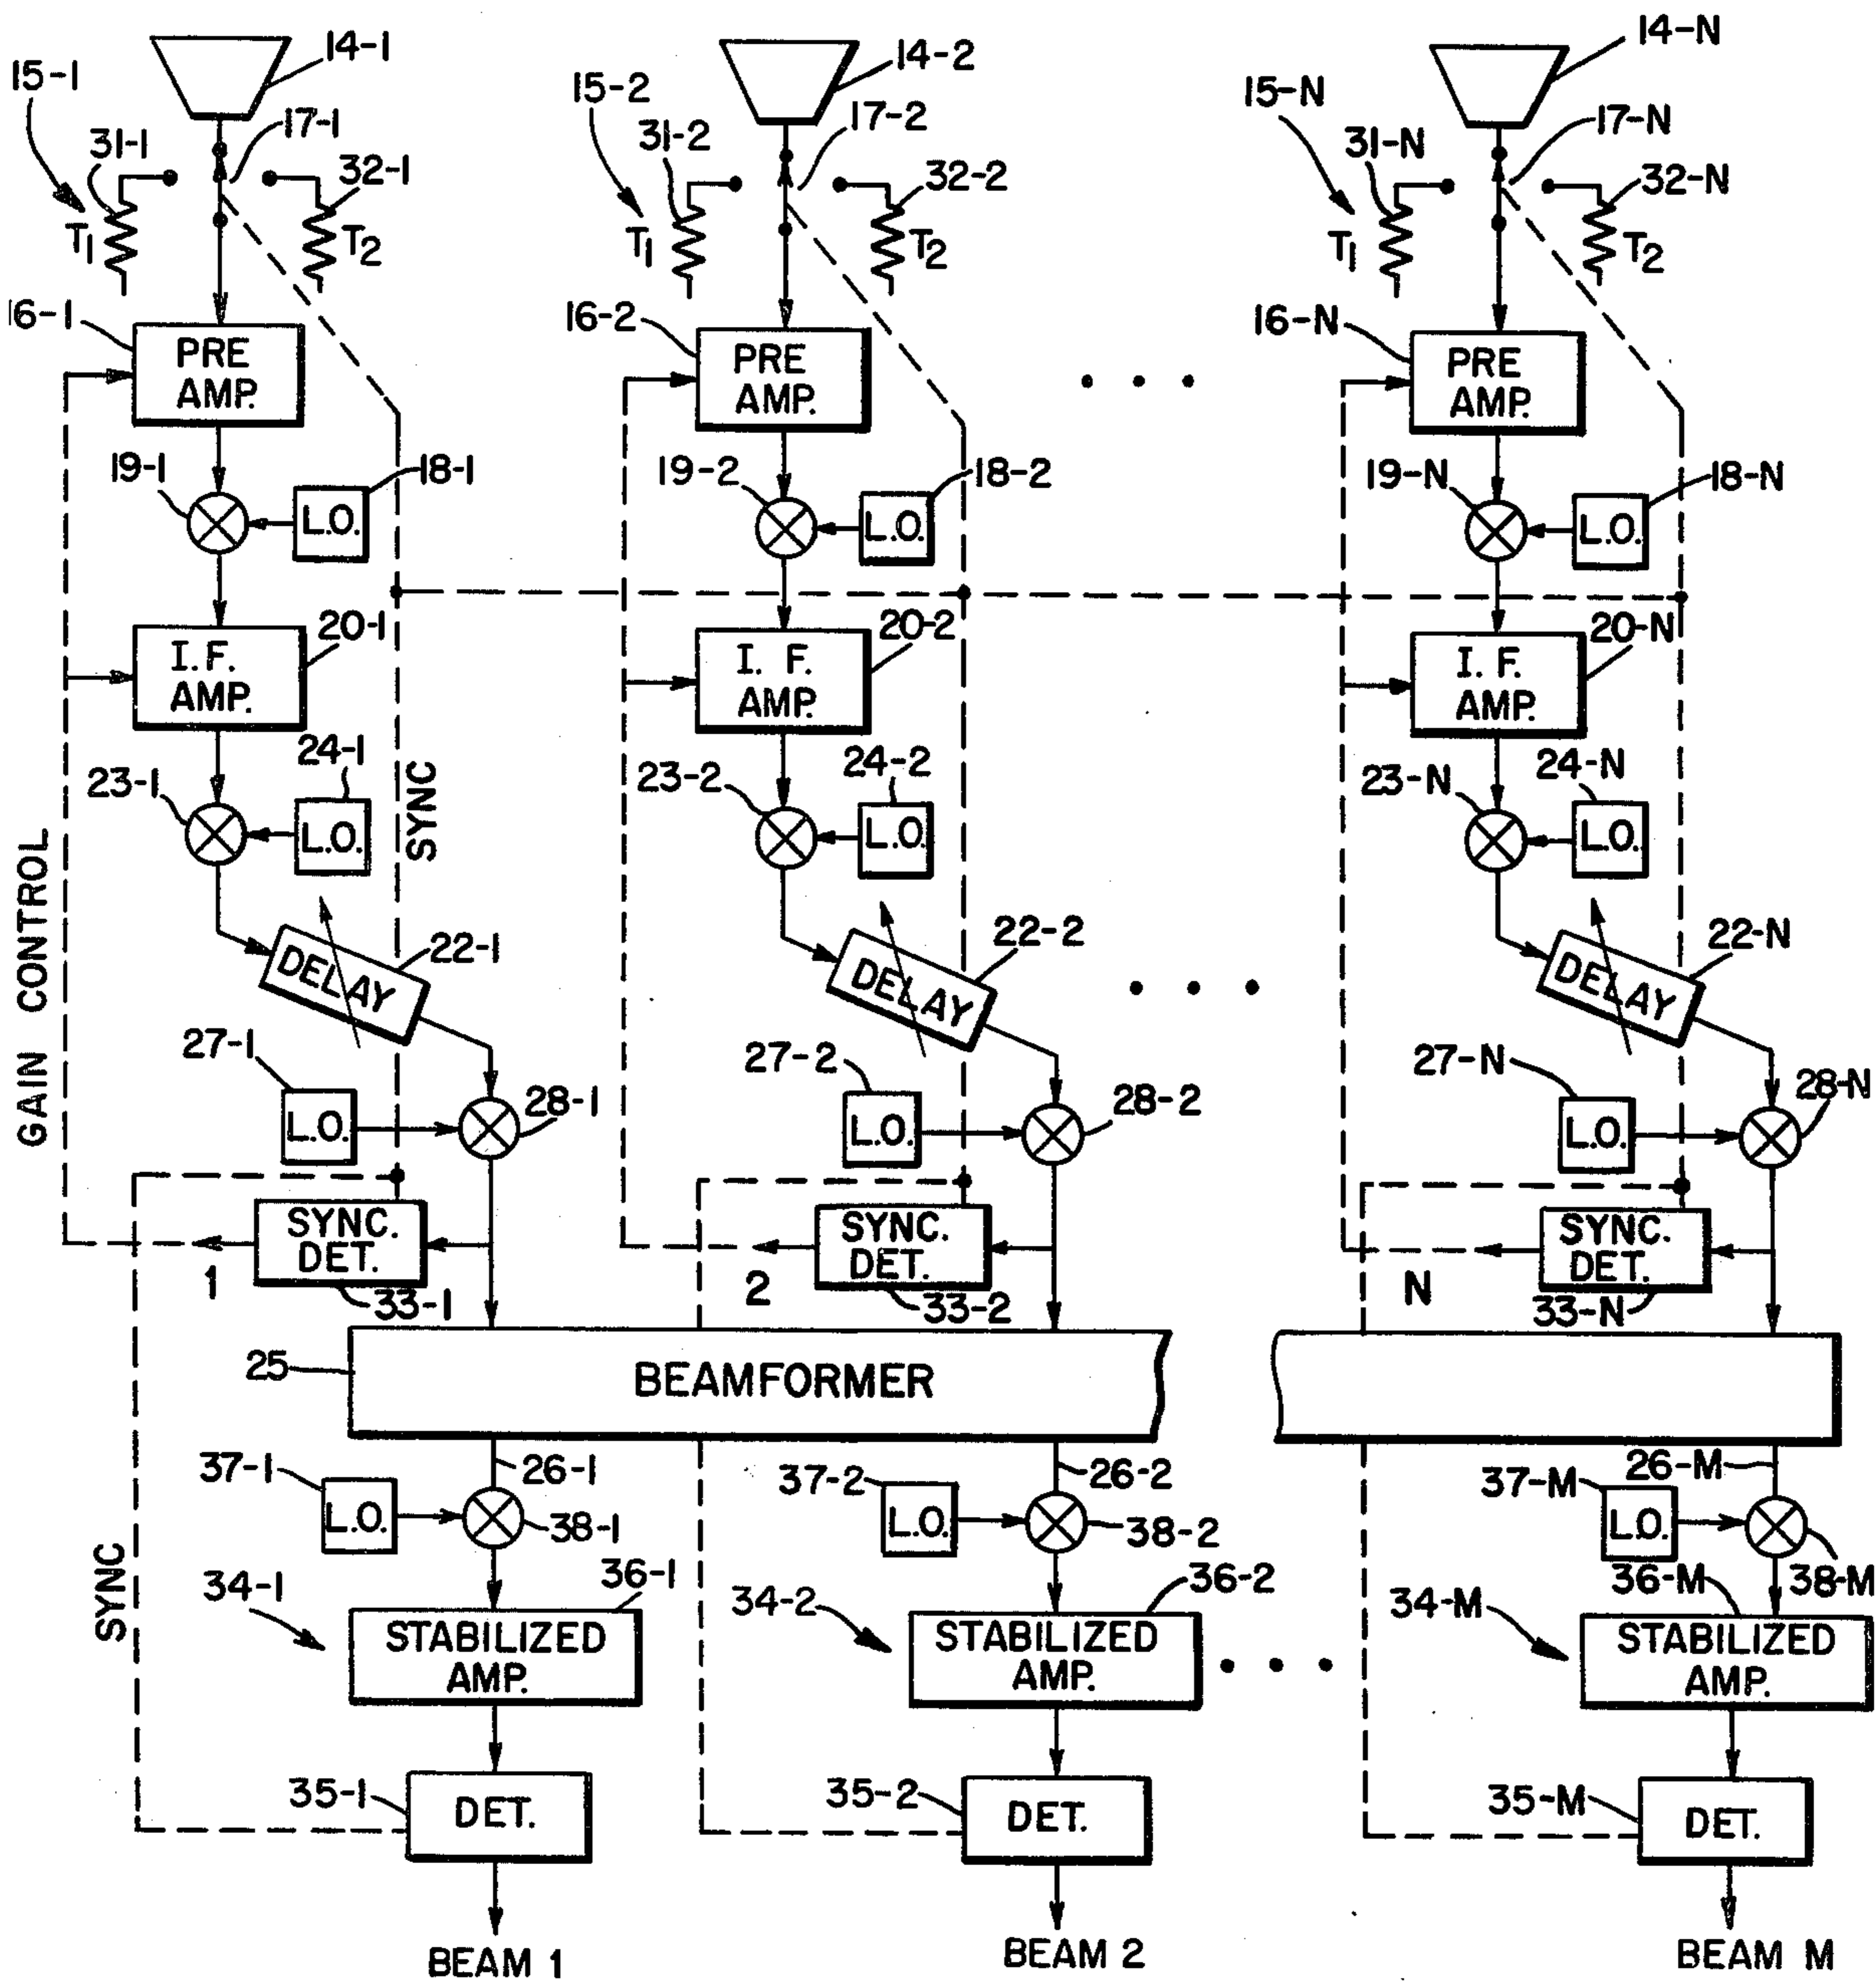 14-1
14-2
14-N
15-1
15-2
15-N
17-1
17-2
17-N
31-1
31-2
31-N
32-1
32-2
32-N
T1
T2
T1
T2
T1
T2
16-1
16-2
16-N
PRE
AMP.
PRE
AMP.
PRE
AMP.
19-1
18-1
19-2
18-2
19-N
18-N
L.O.
L.O.
L.O.
20-1
20-2
20-N
I.F.
AMP.
I. F.
AMP.
I. F.
AMP.
24-1
24-2
24-N
23-1
23-2
23-N
SYNC
L.O.
L.O.
L.O.
GAIN CONTROL
22-1
22-2
22-N
DELAY
DELAY
DELAY
27-1
27-2
27-N
28-1
28-2
28-N
L.O.
L.O.
L.O.
SYNC.
DET.
SYNC.
DET.
SYNC.
DET.
1
33-1
2
33-2
N
33-N
25
BEAMFORMER
37-1
26-1
37-2
26-2
37-M
26-M
L.O.
38-1
L.O.
38-2
L.O.
38-M
SYNC
34-1
36-1
34-2
36-2
34-M
36-M
STABILIZED
AMP.
STABILIZED
AMP.
STABILIZED
AMP.
35-1
35-2
35-M
DET.
DET.
DET.
BEAM 1
BEAM 2
BEAM M